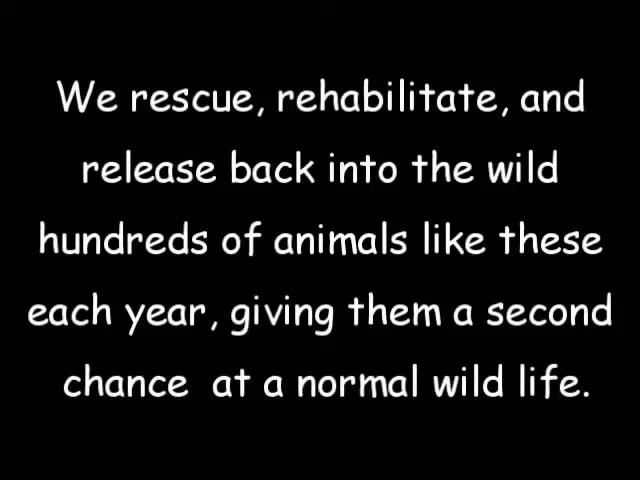 We rescue, rehabilitate, and
release back into the wild
hundreds of animals like these
each year, giving them a second
chance at a normal wild life.